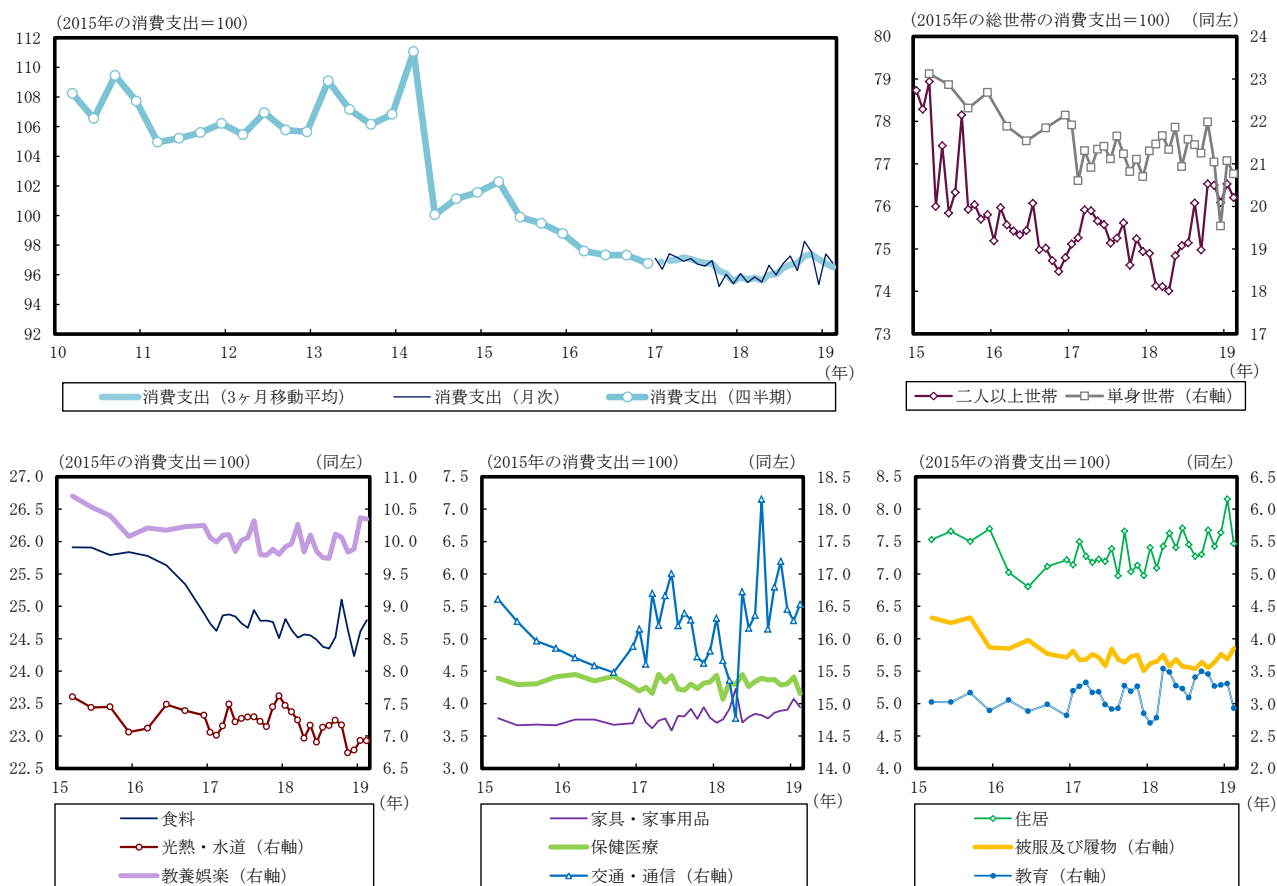 (2015年の消費支出＝100)
112
110
108
106
104
102
100
98
96
94
92
10 11 12 13 14 15 16 17 18 19
(年)
消費支出（3ヶ月移動平均） 消費支出（月次） 消費支出（四半期）
(2015年の総世帯の消費支出＝100) (同左)
80 24
79 23
78 22
77 21
76 20
75 19
74 18
73 17
15 16 17 18 19
(年)
二人以上世帯 単身世帯（右軸）
(2015年の消費支出＝100) (同左)
27.0 11.0
26.5 10.5
26.0 10.0
25.5 9.5
25.0 9.0
24.5 8.5
24.0 8.0
23.5 7.5
23.0 7.0
22.5 6.5
15 16 17 18 19
(年)
食料
光熱・水道（右軸）
教養娯楽（右軸）
(2015年の消費支出＝100) (同左)
7.5 18.5
7.0 18.0
6.5 17.5
6.0 17.0
5.5 16.5
5.0 16.0
4.5 15.5
4.0 15.0
3.5 14.5
3.0 14.0
15 16 17 18 19
(年)
家具・家事用品
保健医療
交通・通信（右軸）
(2015年の消費支出＝100) (同左)
8.5 6.5
8.0 6.0
7.5 5.5
7.0 5.0
6.5 4.5
6.0 4.0
5.5 3.5
5.0 3.0
4.5 2.5
4.0 2.0
15 16 17 18 19
(年)
住居
被服及び履物（右軸）
教育（右軸）